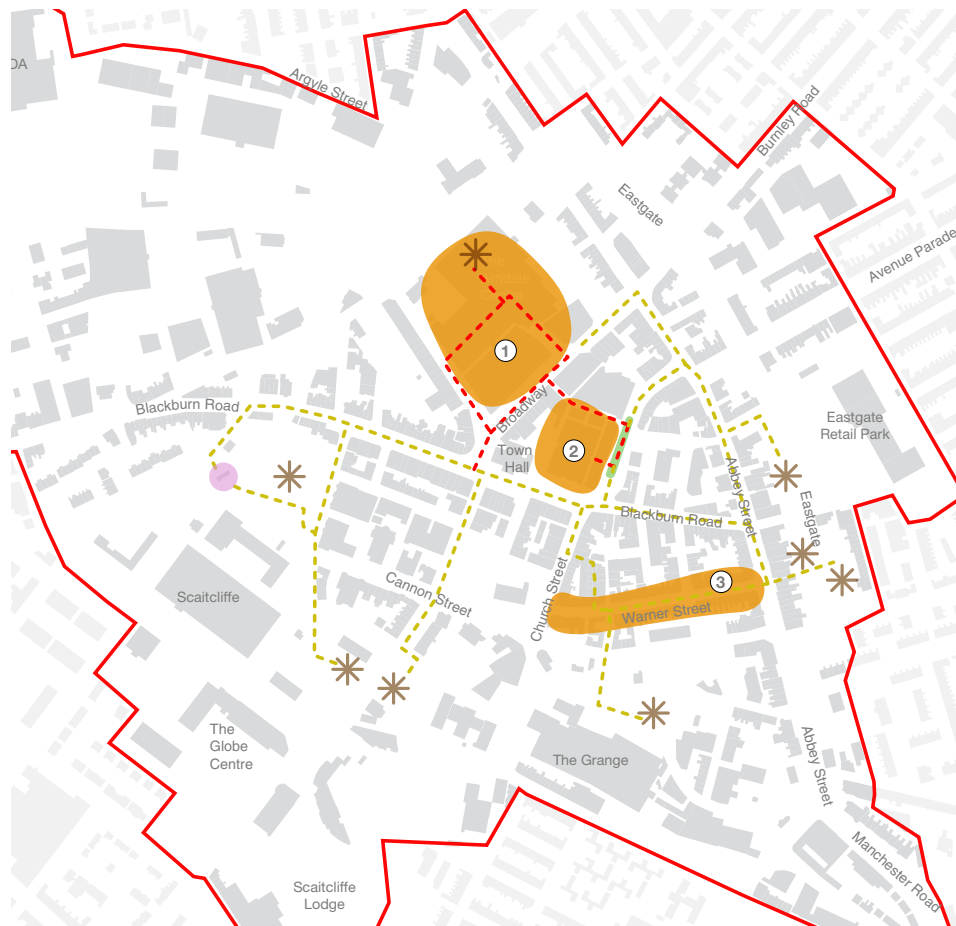 DA
Argyle Street
Burnley Road
Eastgate
Avenue Parade
1
Broadway
Blackburn Road
Eastgate
Retail Park
Town
Hall
2
Abbey Street
Eastgate
Blackburn Road
3
Scaitcliffe
Cannon Street
Church Street
Warner Street
The
Globe
Centre
The Grange
Abbey Street
Manchester Road
Scaitcliffe
Lodge